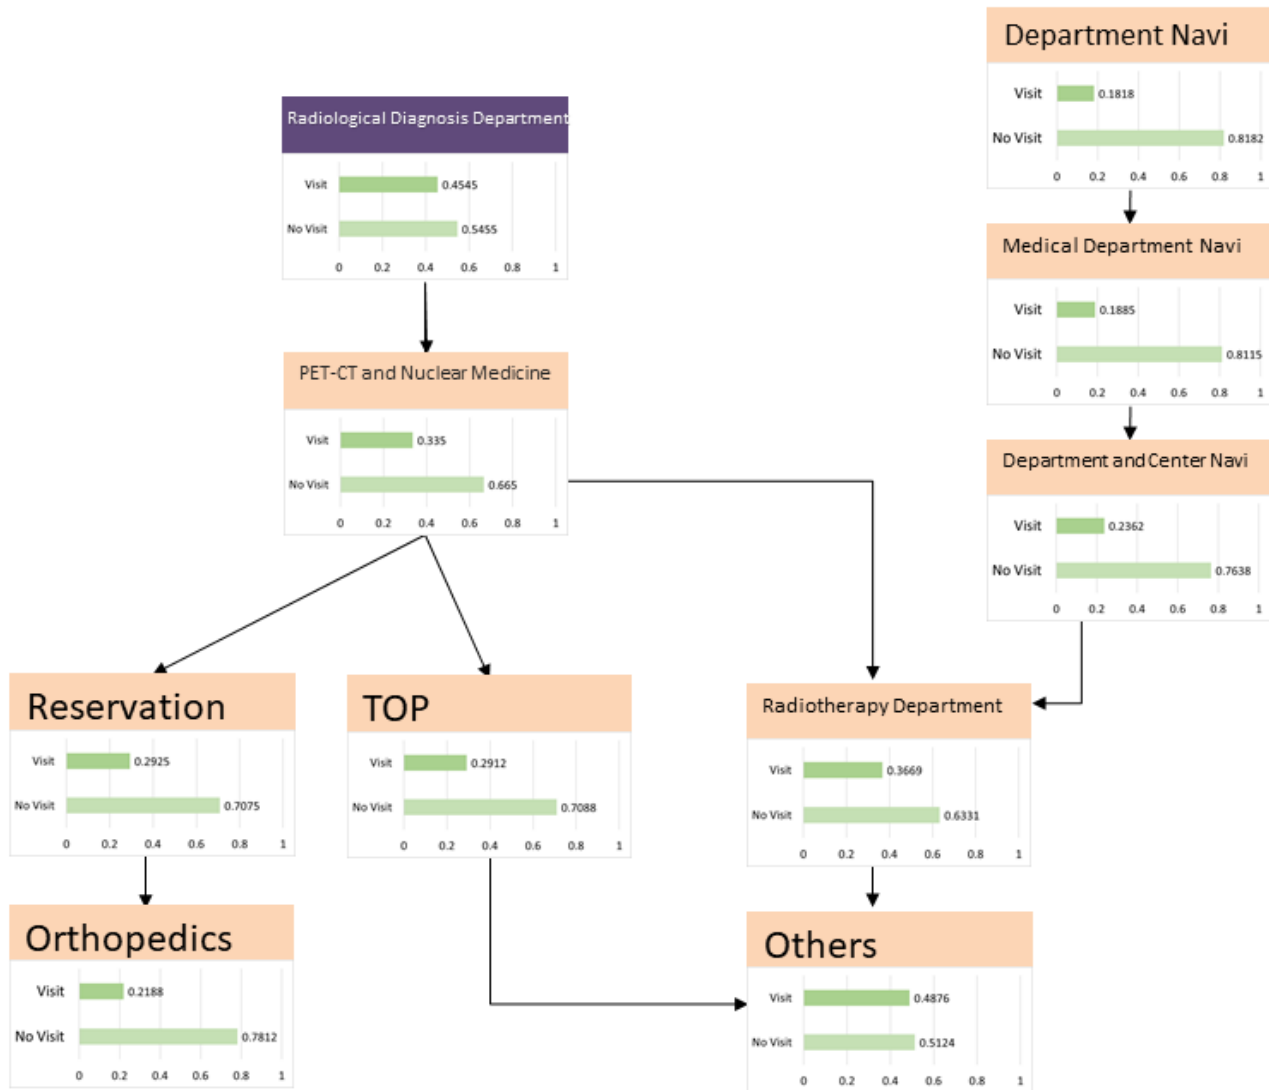 Department Navi
Visit 0.1818
No Visit 0.8182
0 0.2 0.4 0.6 0.8 1
Radiological Diagnosis Department
Visit 0.4545
No Visit 0.5455
0 0.2 0.4 0.6 0.8 1
Medical Department Navi
Visit 0.1885
No Visit 0.8115
0 0.2 0.4 0.6 0.8 1
PET-CT and Nuclear Medicine
Visit 0.335
No Visit 0.665
0 0.2 0.4 0.6 0.8 1
Department and Center Navi
Visit 0.2362
No Visit 0.7638
0 0.2 0.4 0.6 0.8 1
Reservation
Visit 0.2925
No Visit 0.7075
0 0.2 0.4 0.6 0.8 1
TOP
Visit 0.2912
No Visit 0.7088
0 0.2 0.4 0.6 0.8 1
Radiotherapy Department
Visit 0.3669
No Visit 0.6331
0 0.2 0.4 0.6 0.8 1
Orthopedics
Visit 0.2188
No Visit 0.7812
0 0.2 0.4 0.6 0.8 1
Others
Visit 0.4876
No Visit 0.5124
0 0.2 0.4 0.6 0.8 1